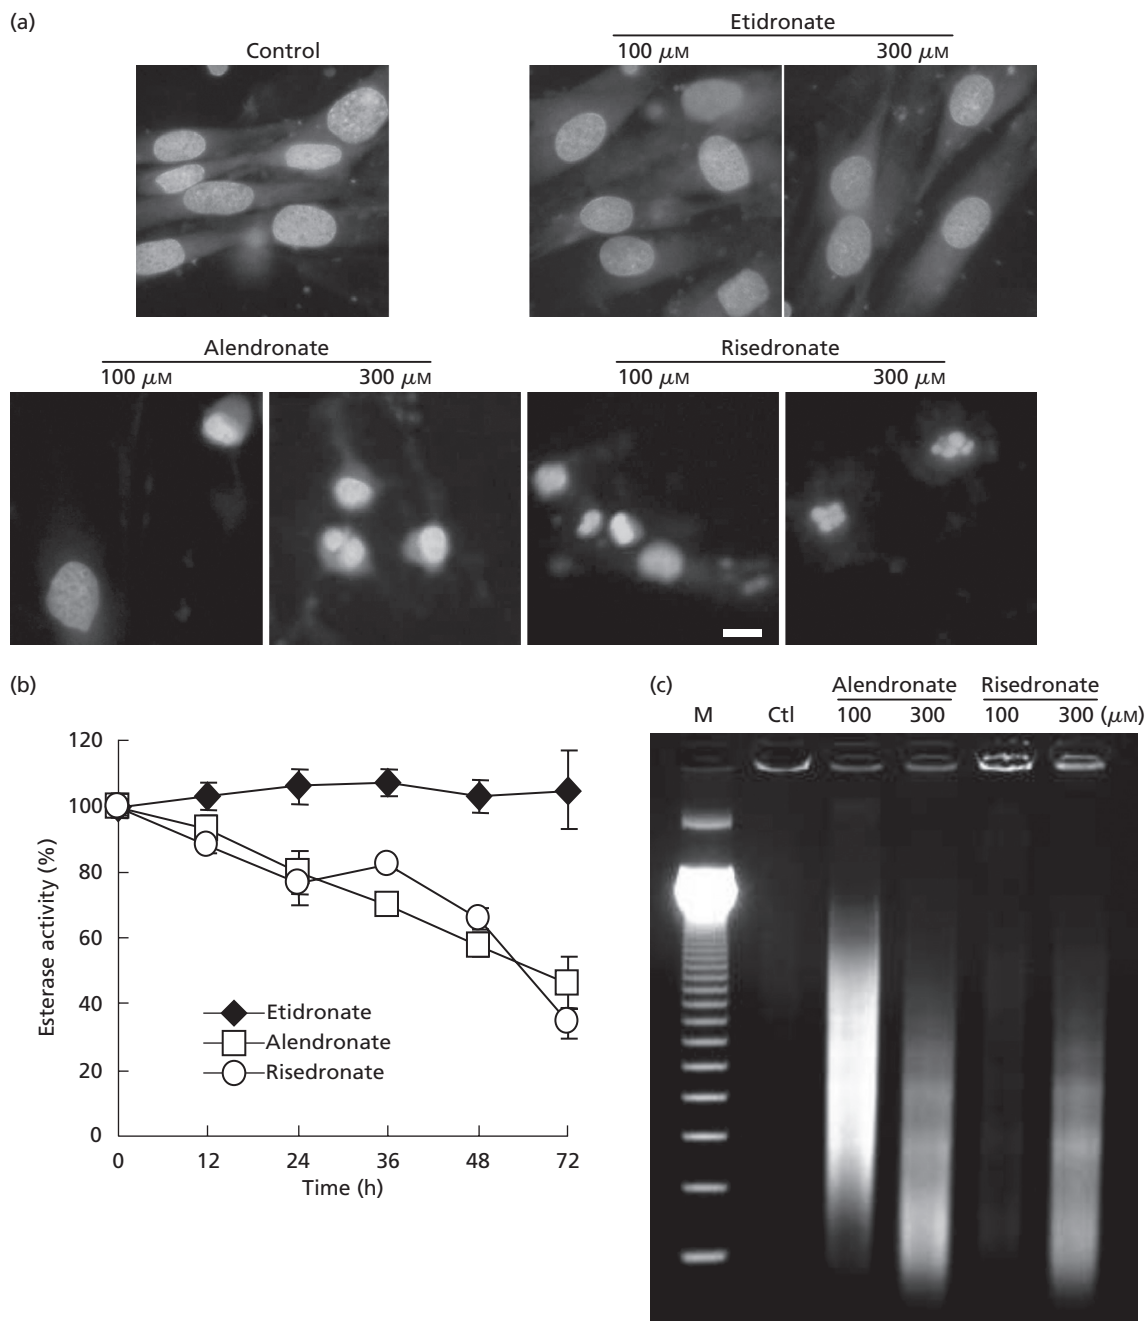 (a)
Control
Etidronate
100 μM 300 μM
Alendronate
100 μM 300 μM
Risedronate
100 μM 300 μM
(b)
120
100
80
60
40
20
0
Esterase activity (%)
Etidronate
Alendronate
Risedronate
0 12 24 36 48 72
Time (h)
(c)
Alendronate Risedronate
M Ctl 100 300 100 300 (μM)